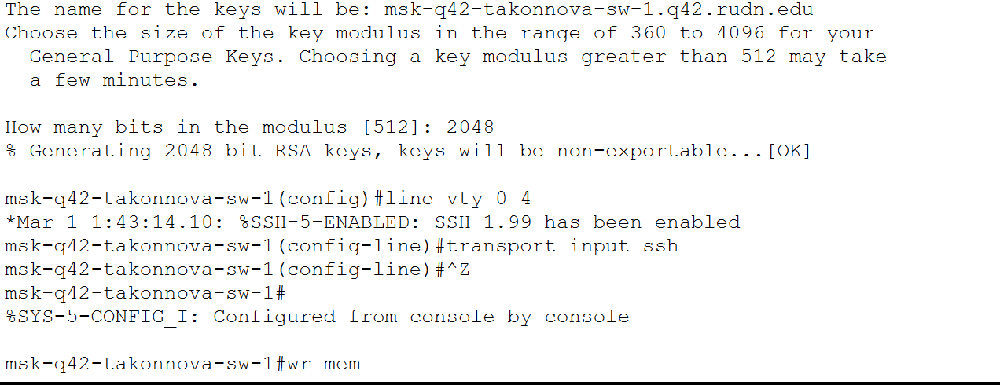 The name for the keys will be: msk-q42-takonnova-sw-1.q42.rudn.edu
Choose the size of the key modulus in the range of 360 to 4096 for your
General Purpose Keys. Choosing a key modulus greater than 512 may take
a few minutes.
How many bits in the modulus [512]: 2048
% Generating 2048 bit RSA keys, keys will be non-exportable...[OK]
msk-q42-takonnova-sw-1(config)#line vty 0 4
*Mar 1 1:43:14.10: %SSH-5-ENABLED: SSH 1.99 has been enabled
msk-q42-takonnova-sw-1(config-line)#transport input ssh
msk-q42-takonnova-sw-1(config-line)#^Z
msk-q42-takonnova-sw-1#
%SYS-5-CONFIG_I: Configured from console by console
msk-q42-takonnova-sw-1#wr mem